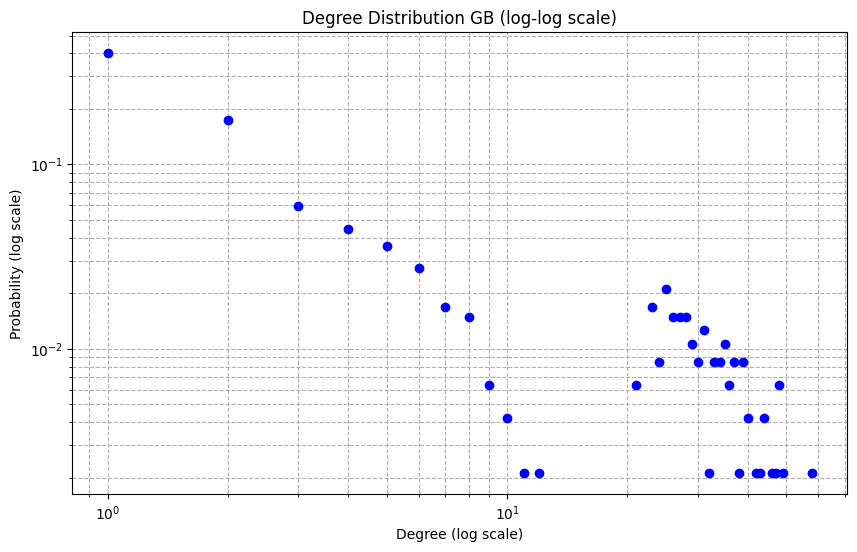 Degree Distribution GB (log-log scale)
Probability (log scale)
10⁻¹
10⁻²
10⁰
10¹
Degree (log scale)